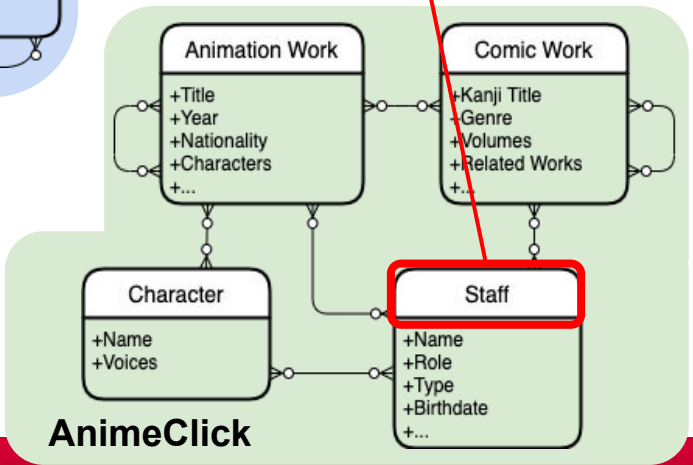 Animation Work
+Title
+Year
+Nationality
+Characters
+...
Comic Work
+Kanji Title
+Genre
+Volumes
+Related Works
+...
Character
+Name
+Voices
Staff
+Name
+Role
+Type
+Birthdate
+...
AnimeClick